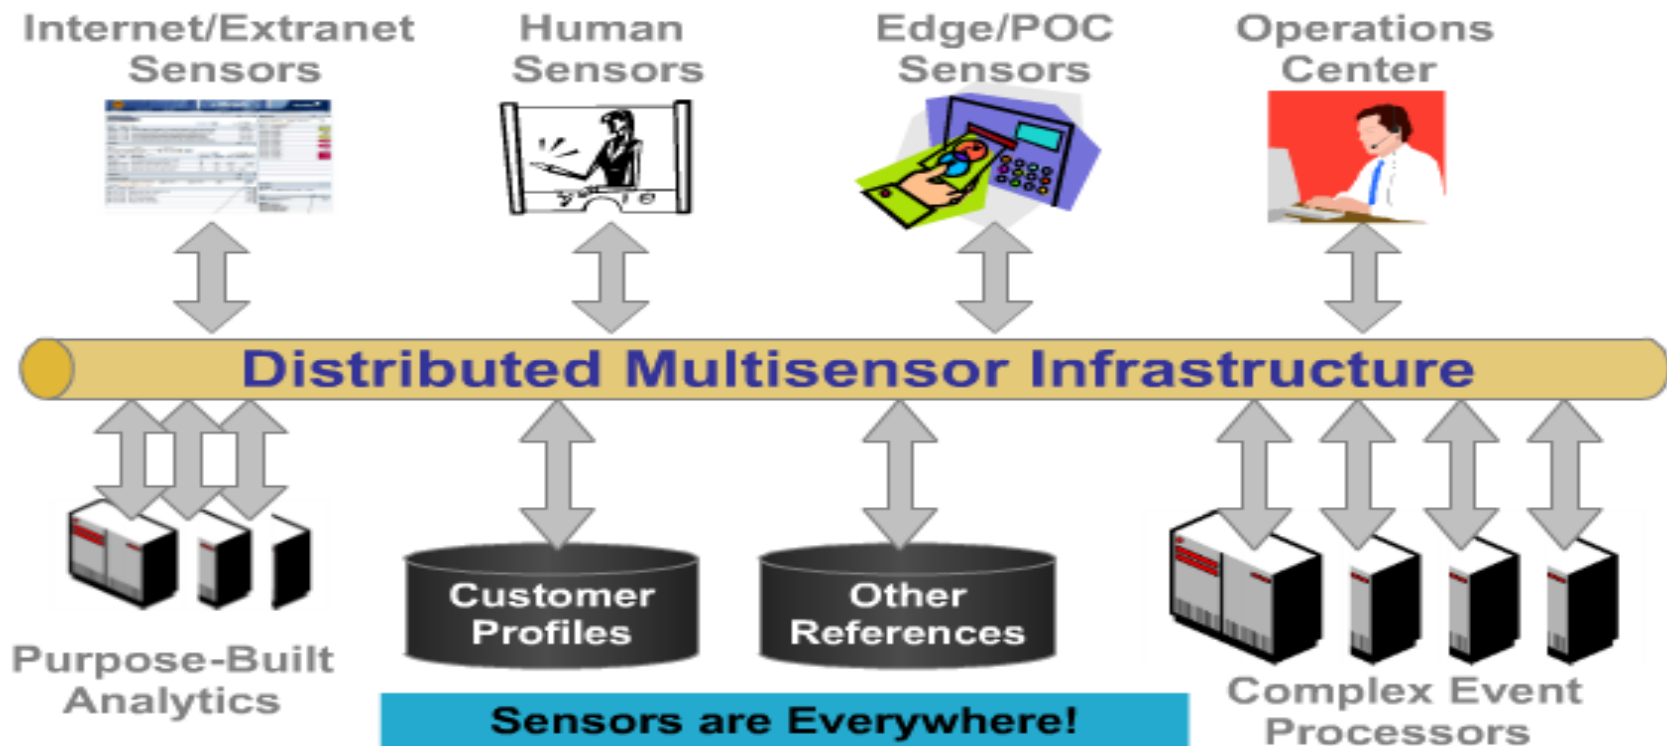 Internet/Extranet
Sensors
Human
Sensors
Edge/POC
Sensors
Operations
Center
Distributed Multisensor Infrastructure
Customer
Profiles
Other
References
Purpose-Built
Analytics
Complex Event
Processors
Sensors are Everywhere!